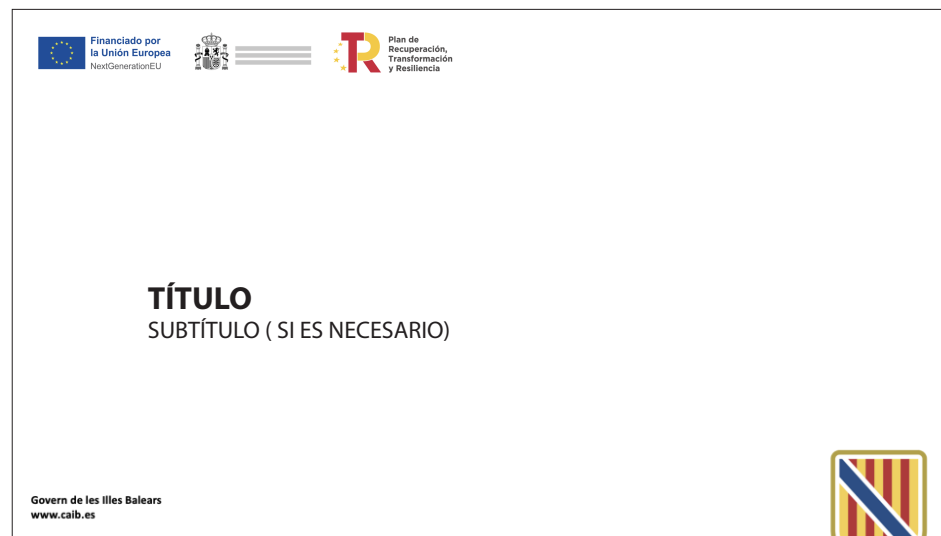 Financiado por
la Unión Europea
NextGenerationEU
Plan de
Recuperación,
Transformación
y Resiliencia
TÍTULO
SUBTÍTULO ( SI ES NECESARIO)
Govern de les Illes Balears
www.caib.es